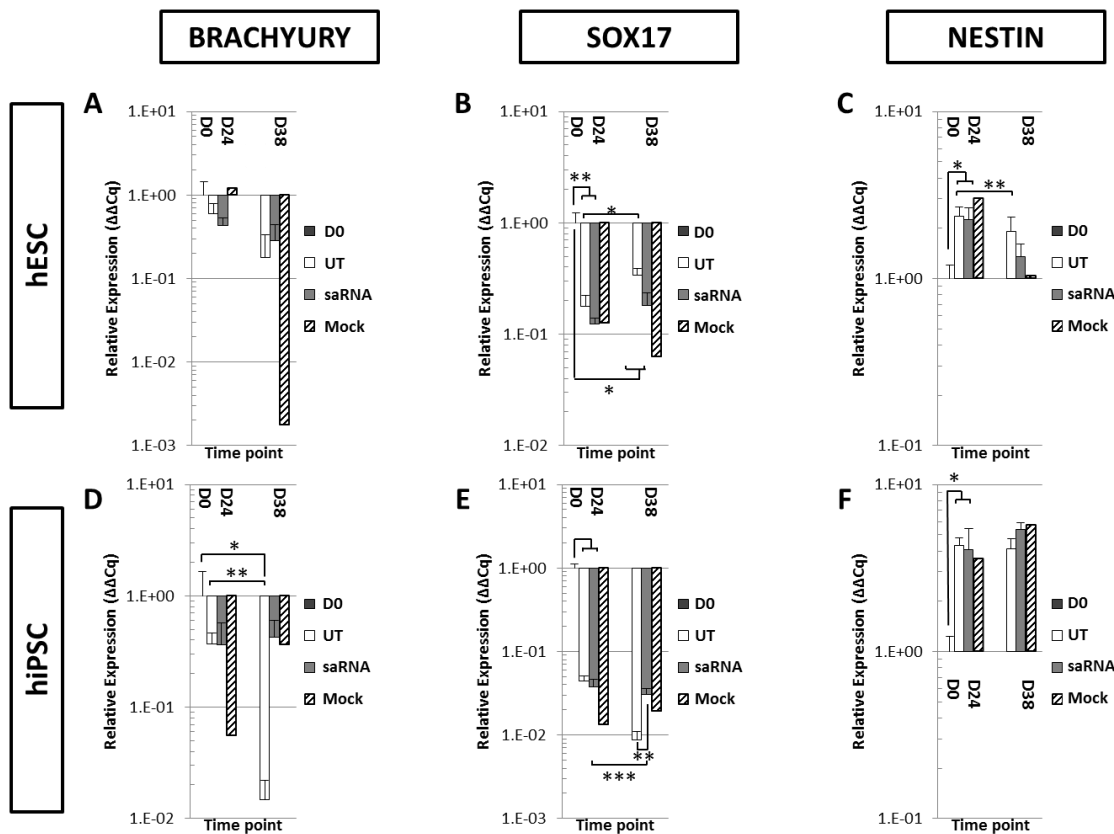 BRACHYURY
SOX17
NESTIN
hESC
hiPSC
A
1.E+01
1.E+00
1.E-01
1.E-02
1.E-03
Relative Expression (ΔΔCq)
D0
D24
D38
Time point
D0
UT
saRNA
Mock
B
1.E+01
1.E+00
1.E-01
1.E-02
Relative Expression (ΔΔCq)
D0
D24
D38
**
*
*
Time point
D0
UT
saRNA
Mock
C
1.E+01
1.E+00
1.E-01
Relative Expression (ΔΔCq)
D0
D24
D38
*
**
Time point
D0
UT
saRNA
Mock
D
1.E+01
1.E+00
1.E-01
1.E-02
Relative Expression (ΔΔCq)
D0
D24
D38
*
**
Time point
D0
UT
saRNA
Mock
E
1.E+01
1.E+00
1.E-01
1.E-02
1.E-03
Relative Expression (ΔΔCq)
D0
D24
D38
**
***
Time point
D0
UT
saRNA
Mock
F
1.E+01
1.E+00
1.E-01
Relative Expression (ΔΔCq)
*
D0
D24
D38
Time point
D0
UT
saRNA
Mock